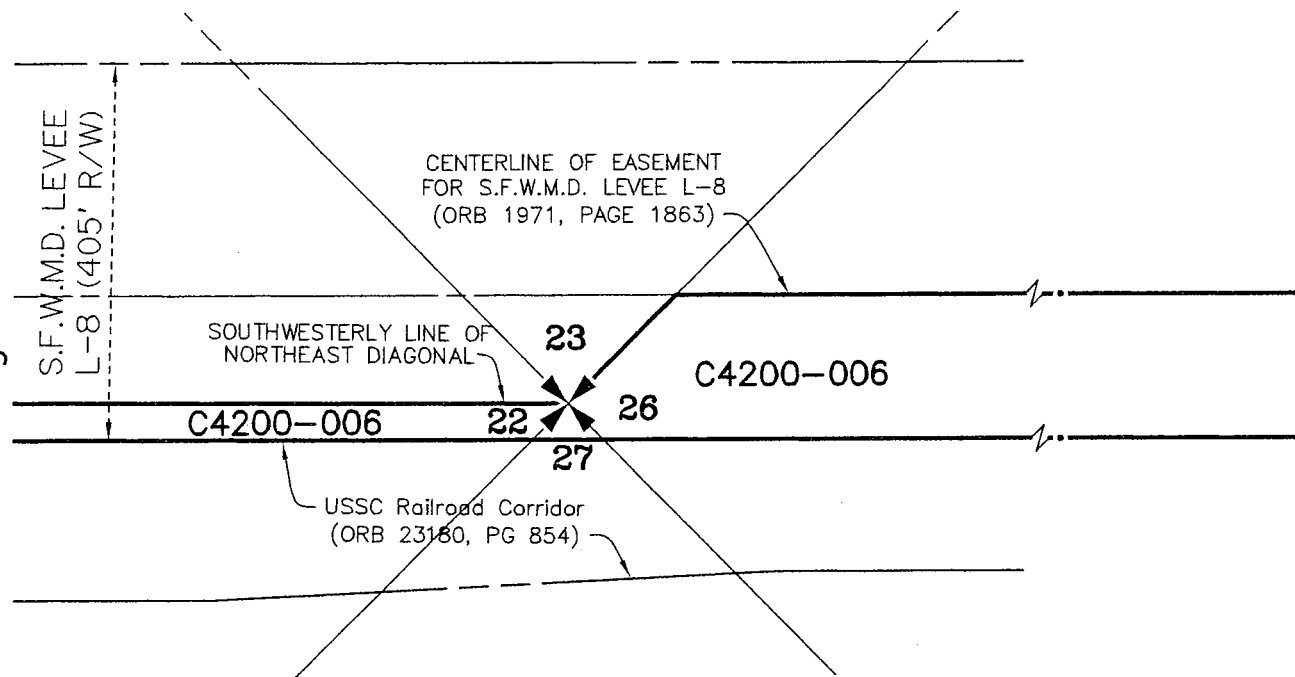 S.F.W.M.D. LEVEE
L-8 (405' R/W)
CENTERLINE OF EASEMENT
FOR S.F.W.M.D. LEVEE L-8
(ORB 1971, PAGE 1863)
SOUTHWESTERLY LINE OF
NORTHEAST DIAGONAL
23
C4200-006
26
C4200-006
22
27
USSC Railroad Corridor
(ORB 23180, PG 854)